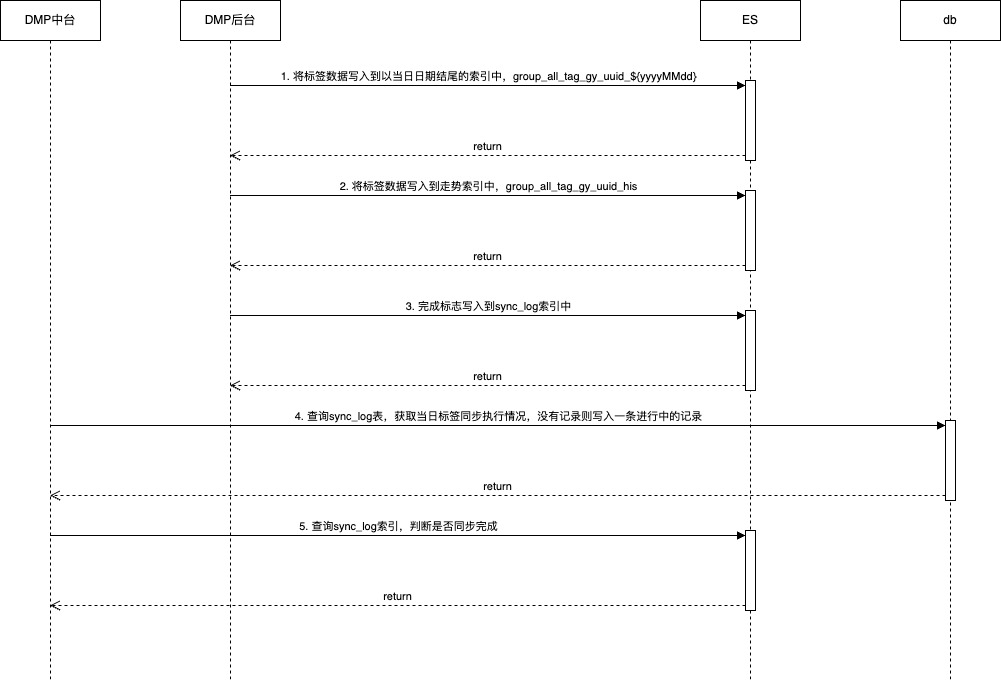 DMP中台
DMP后台
ES
db
1. 将标签数据写入到以当日日期结尾的索引中，group_all_tag_gy_uuid_${yyyyMMdd}
return
2. 将标签数据写入到走势索引中，group_all_tag_gy_uuid_his
return
3. 完成标志写入到sync_log索引中
return
4. 查询sync_log表，获取当日标签同步执行情况，没有记录则写入一条进行中的记录
return
5. 查询sync_log索引，判断是否同步完成
return